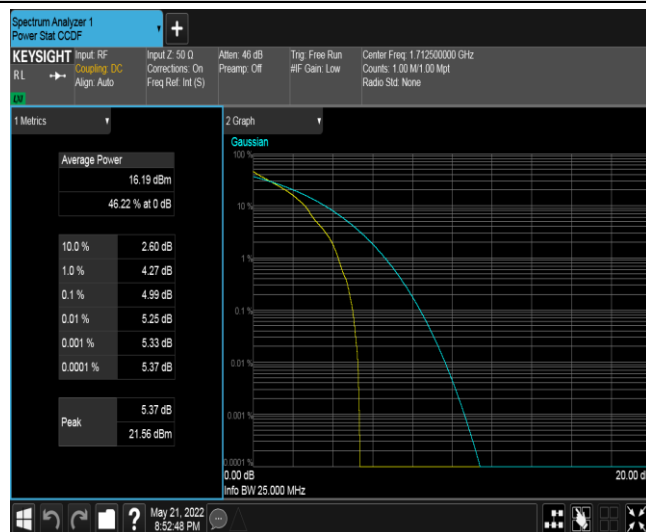 Spectrum Analyzer 1
Power Stat CCDF
+
KEYSIGHT
RL
LXI
Input: RF
Coupling: DC
Align: Auto
Input Z: 50 Ω
Corrections: On
Freq Ref: Int (S)
Atten: 46 dB
Preamp: Off
Trig: Free Run
#IF Gain: Low
Center Freq: 1.712500000 GHz
Counts: 1.00 M/1.00 Mpt
Radio Std: None
1 Metrics
Average Power
16.19 dBm
46.22 % at 0 dB
10.0 % 2.60 dB
1.0 % 4.27 dB
0.1 % 4.99 dB
0.01 % 5.25 dB
0.001 % 5.33 dB
0.0001 % 5.37 dB
Peak
5.37 dB
21.56 dBm
2 Graph
Gaussian
100 %
10 %
1 %
0.1 %
0.01 %
0.001 %
0.0001 %
0.00 dB
20.00 d
Info BW 25.000 MHz
?
May 21, 2022
8:52:48 PM